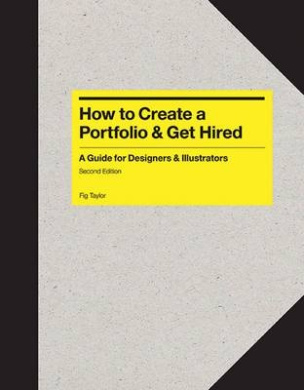 How to Create a
Portfolio & Get Hired
A Guide for Designers & Illustrators
Second Edition
Fig Taylor